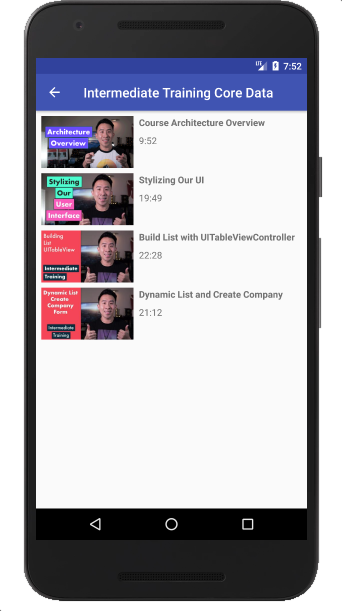 7:52
Intermediate Training Core Data
Architecture
Overview
Course Architecture Overview
9:52
Stylizing
Our
User
Interface
Stylizing Our UI
19:49
Building
List
UITableView
Intermediate
Training
Build List with UITableViewController
22:28
Dynamic List
Create
Company
Form
Intermediate
Training
Dynamic List and Create Company
21:12